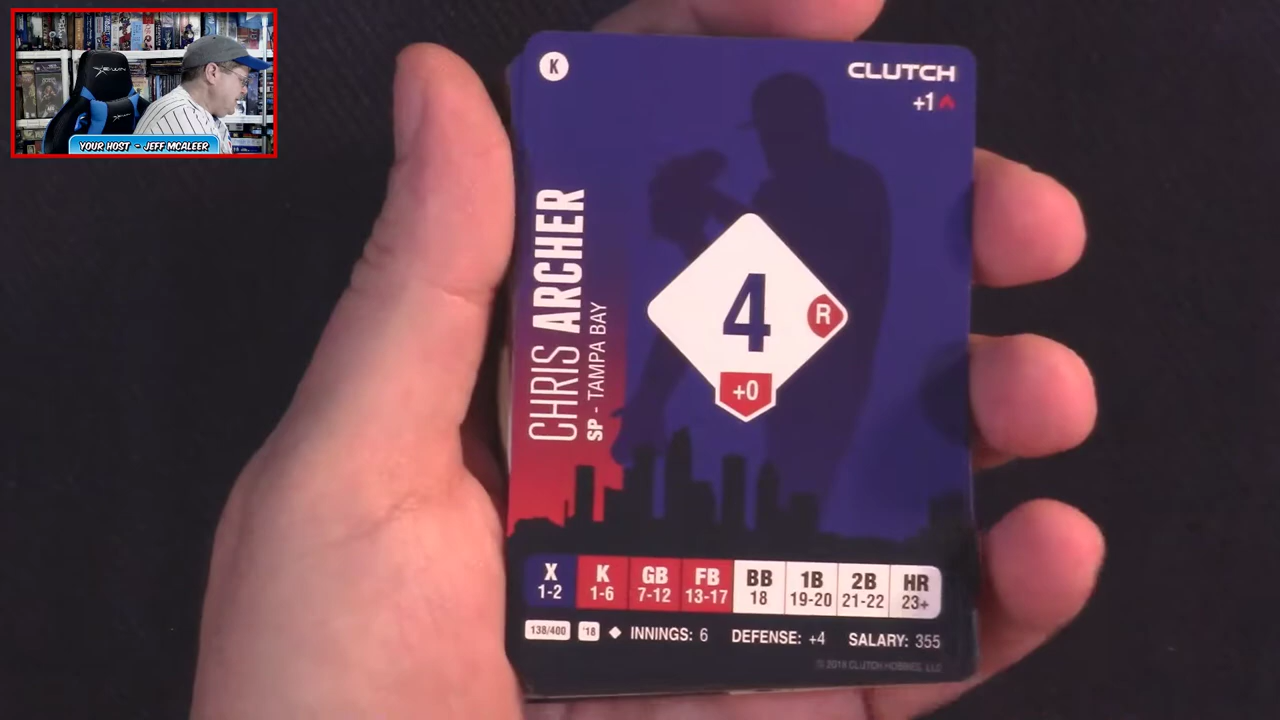 YOUR HOST - JEFF MCALEER
K
CLUTCH
+1
CHRIS ARCHER
SP - TAMPA BAY
4
R
+0
X K GB FB BB 1B 2B HR
1-2 1-6 7-12 13-17 18 19-20 21-22 23+
138/400 '18 INNINGS: 6 DEFENSE: +4 SALARY: 355
© 2019 CLUTCH HOBBIES, LLC